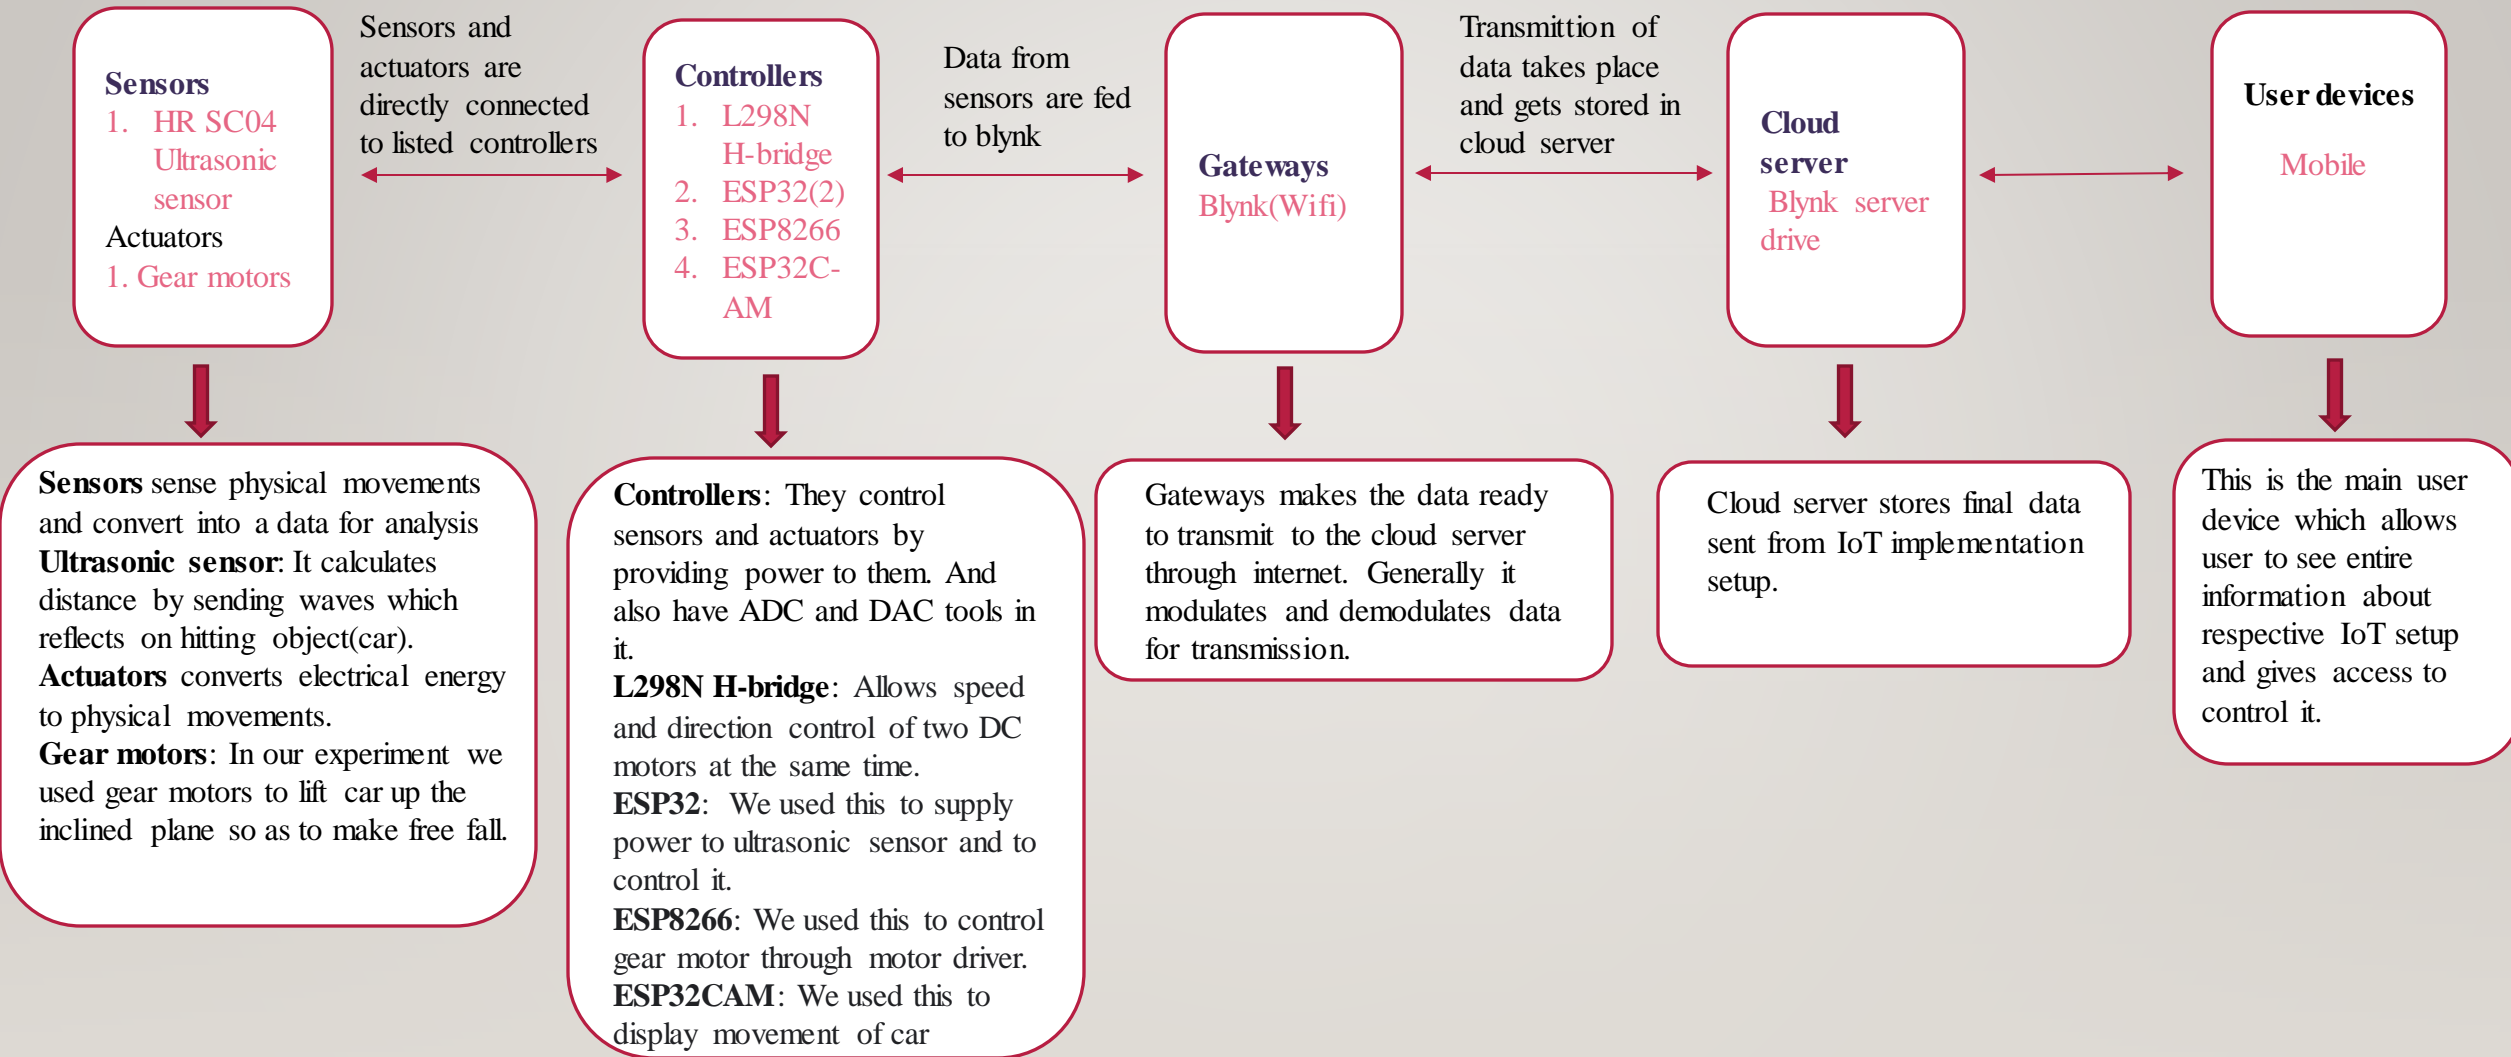 Sensors
1. HR SC04
Ultrasonic
sensor
Actuators
1. Gear motors
Sensors and
actuators are
directly connected
to listed controllers
Controllers
1. L298N
H-bridge
2. ESP32(2)
3. ESP8266
4. ESP32C-
AM
Data from
sensors are fed
to blynk
Gateways
Blynk(Wifi)
Transmittion of
data takes place
and gets stored in
cloud server
Cloud
server
Blynk server
drive
User devices
Mobile
Sensors sense physical movements
and convert into a data for analysis
Ultrasonic sensor: It calculates
distance by sending waves which
reflects on hitting object(car).
Actuators converts electrical energy
to physical movements.
Gear motors: In our experiment we
used gear motors to lift car up the
inclined plane so as to make free fall.
Controllers: They control
sensors and actuators by
providing power to them. And
also have ADC and DAC tools in
it.
L298N H-bridge: Allows speed
and direction control of two DC
motors at the same time.
ESP32: We used this to supply
power to ultrasonic sensor and to
control it.
ESP8266: We used this to control
gear motor through motor driver.
ESP32CAM: We used this to
display movement of car
Gateways makes the data ready
to transmit to the cloud server
through internet. Generally it
modulates and demodulates data
for transmission.
Cloud server stores final data
sent from IoT implementation
setup.
This is the main user
device which allows
user to see entire
information about
respective IoT setup
and gives access to
control it.